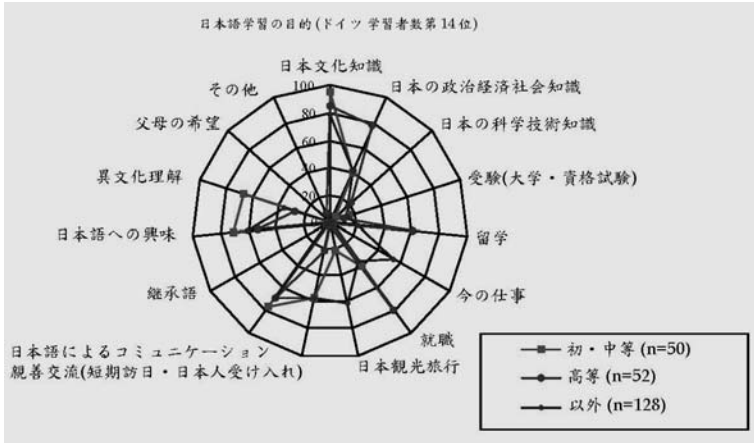 日本語学習の目的(ドイツ 学習者数第14位)
日本文化知識
日本の政治経済社会知識
日本の科学技術知識
受験(大学・資格試験)
留学
今の仕事
就職
日本観光旅行
親善交流(短期訪日・日本人受け入れ)
日本語によるコミュニケーション
継承語
日本語への興味
異文化理解
父母の希望
その他
100
80
60
40
20
0
初・中等 (n=50)
高等 (n=52)
以外 (n=128)